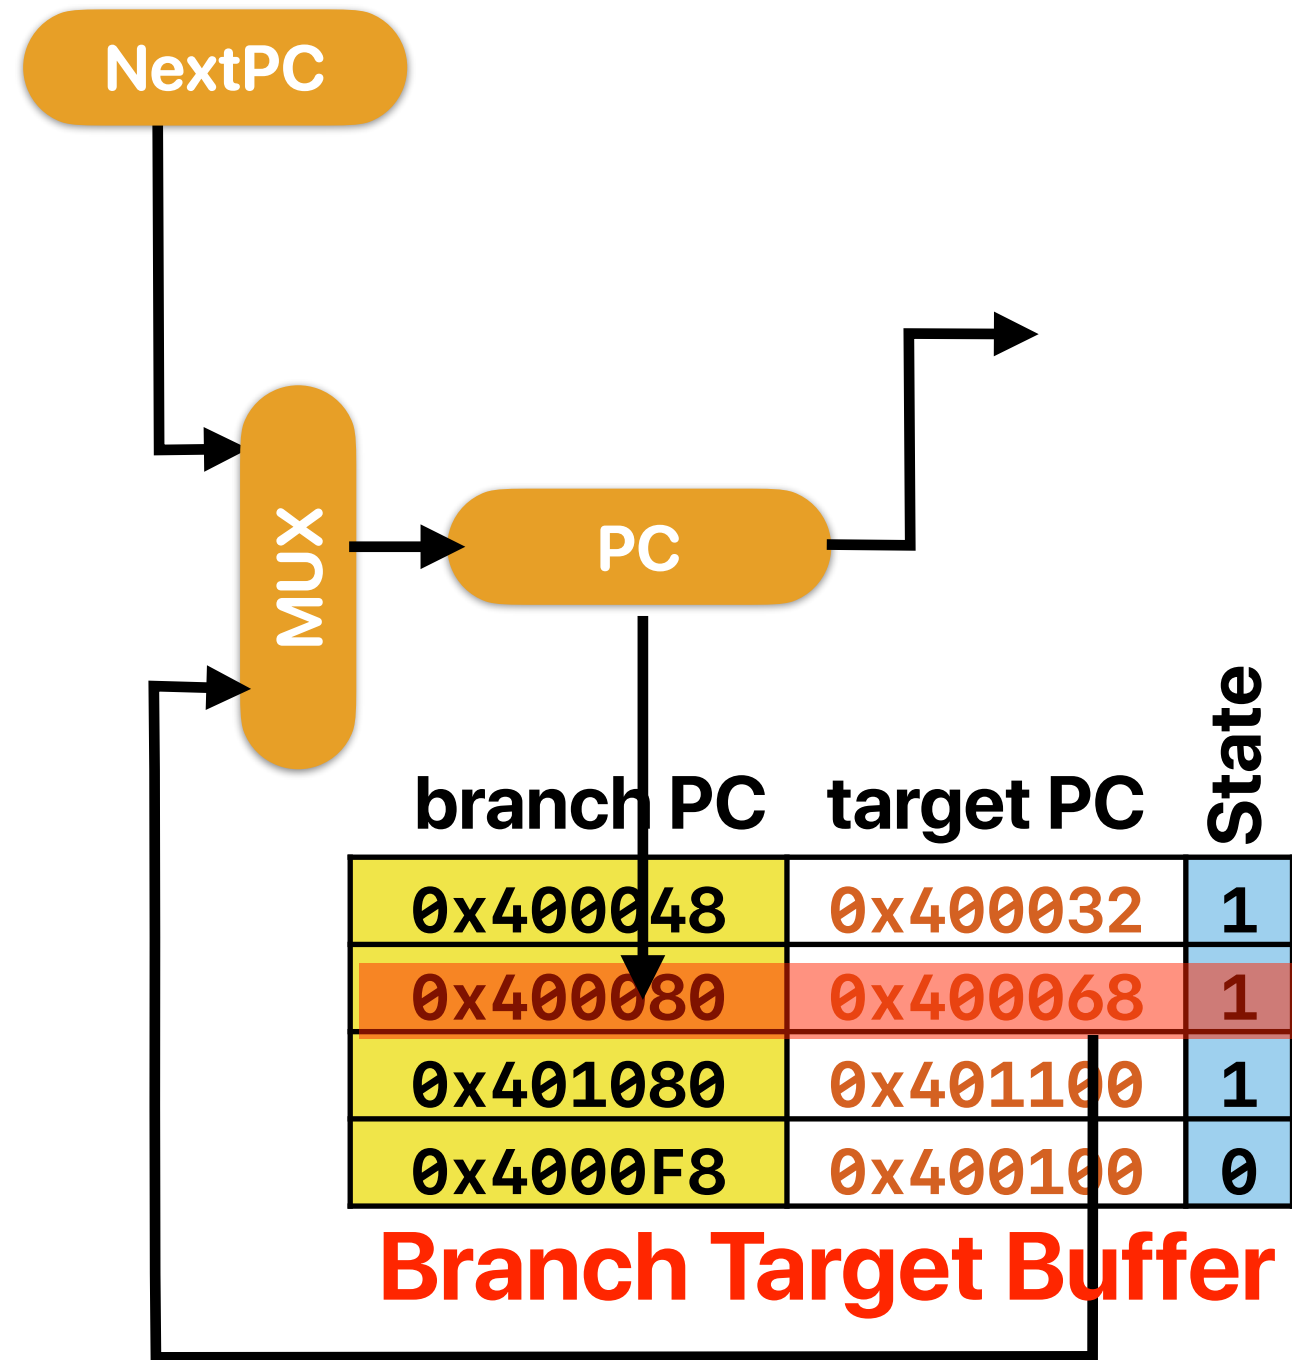 NextPC
MUX
PC
branch PC target PC State
0x400048 0x400032 1
0x400080 0x400068 1
0x401080 0x401100 1
0x4000F8 0x400100 0
Branch Target Buffer